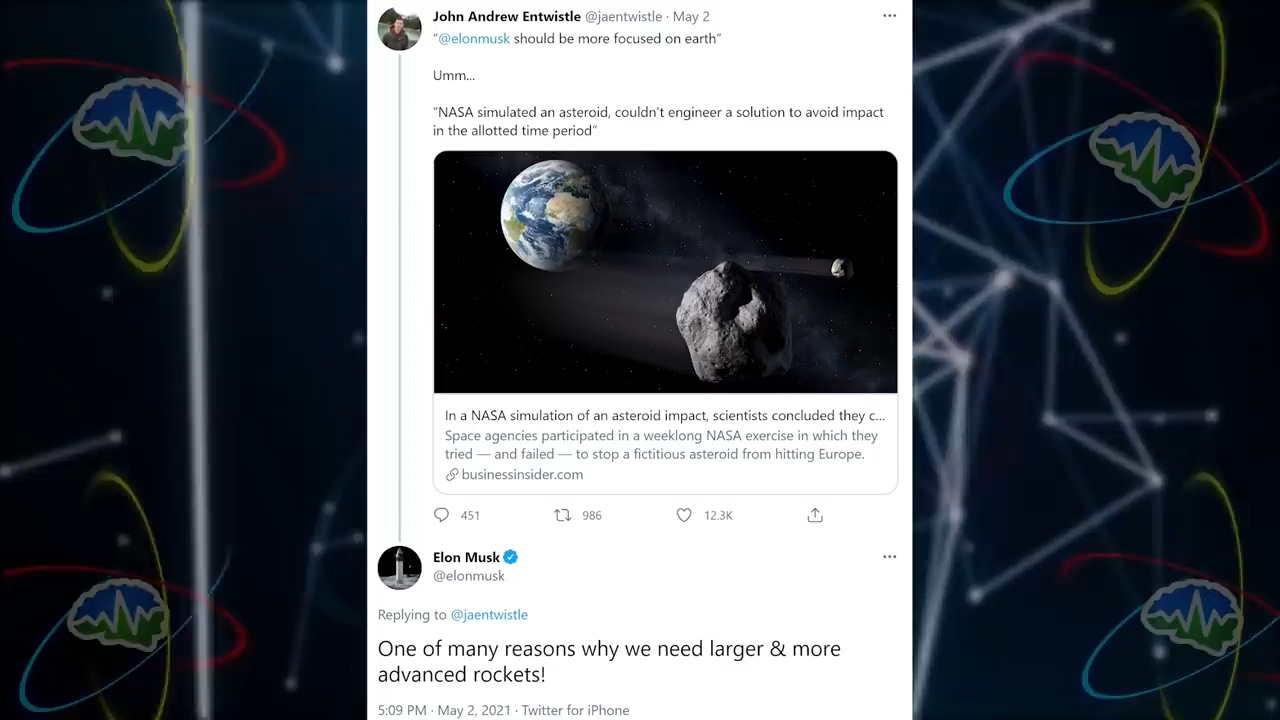 John Andrew Entwistle @jaentwistle · May 2
“@elonmusk should be more focused on earth”
Umm...
“NASA simulated an asteroid, couldn’t engineer a solution to avoid impact
in the allotted time period”
In a NASA simulation of an asteroid impact, scientists concluded they c...
Space agencies participated in a weeklong NASA exercise in which they
tried — and failed — to stop a fictitious asteroid from hitting Europe.
businessinsider.com
451 986 12.3K
Elon Musk
@elonmusk
Replying to @jaentwistle
One of many reasons why we need larger & more
advanced rockets!
5:09 PM · May 2, 2021 · Twitter for iPhone